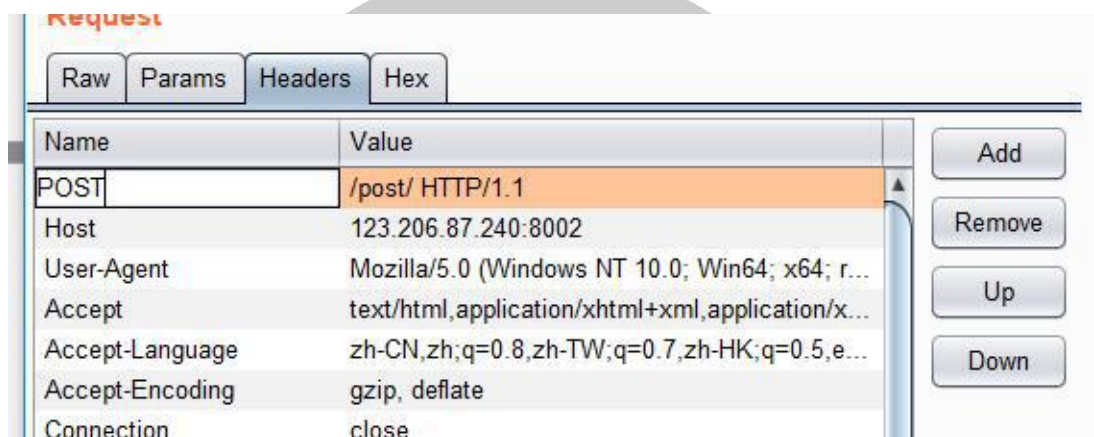 Request
Raw Params Headers Hex
Name Value
Add
POST /post/ HTTP/1.1
Host 123.206.87.240:8002
Remove
User-Agent Mozilla/5.0 (Windows NT 10.0; Win64; x64; r...
Up
Accept text/html,application/xhtml+xml,application/x...
Accept-Language zh-CN,zh;q=0.8,zh-TW;q=0.7,zh-HK;q=0.5,e...
Down
Accept-Encoding gzip, deflate
Connection close